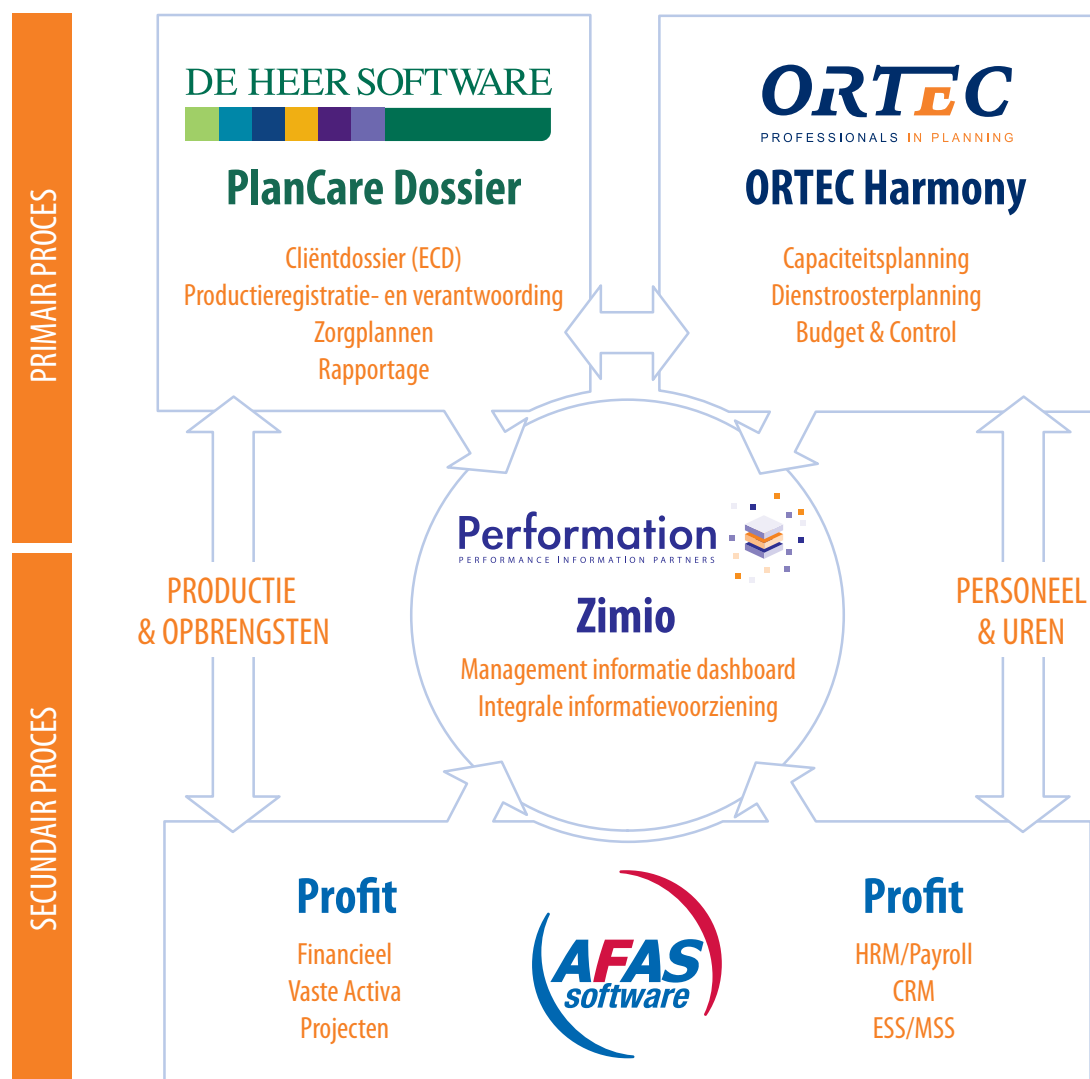 PRIMAIR PROCES
DE HEER SOFTWARE
PlanCare Dossier
Cliëntdossier (ECD)
Productieregistratie- en verantwoording
Zorgplannen
Rapportage
ORTEC
PROFESSIONALS IN PLANNING
ORTEC Harmony
Capaciteitsplanning
Dienstroosterplanning
Budget & Control
PRODUCTIE
& OPBRENGSTEN
Performation
PERFORMANCE INFORMATION PARTNERS
Zimio
Management informatie dashboard
Integrale informatievoorziening
PERSONEEL
& UREN
SECUNDAIR PROCES
Profit
Financieel
Vaste Activa
Projecten
AFAS
software
Profit
HRM/Payroll
CRM
ESS/MSS